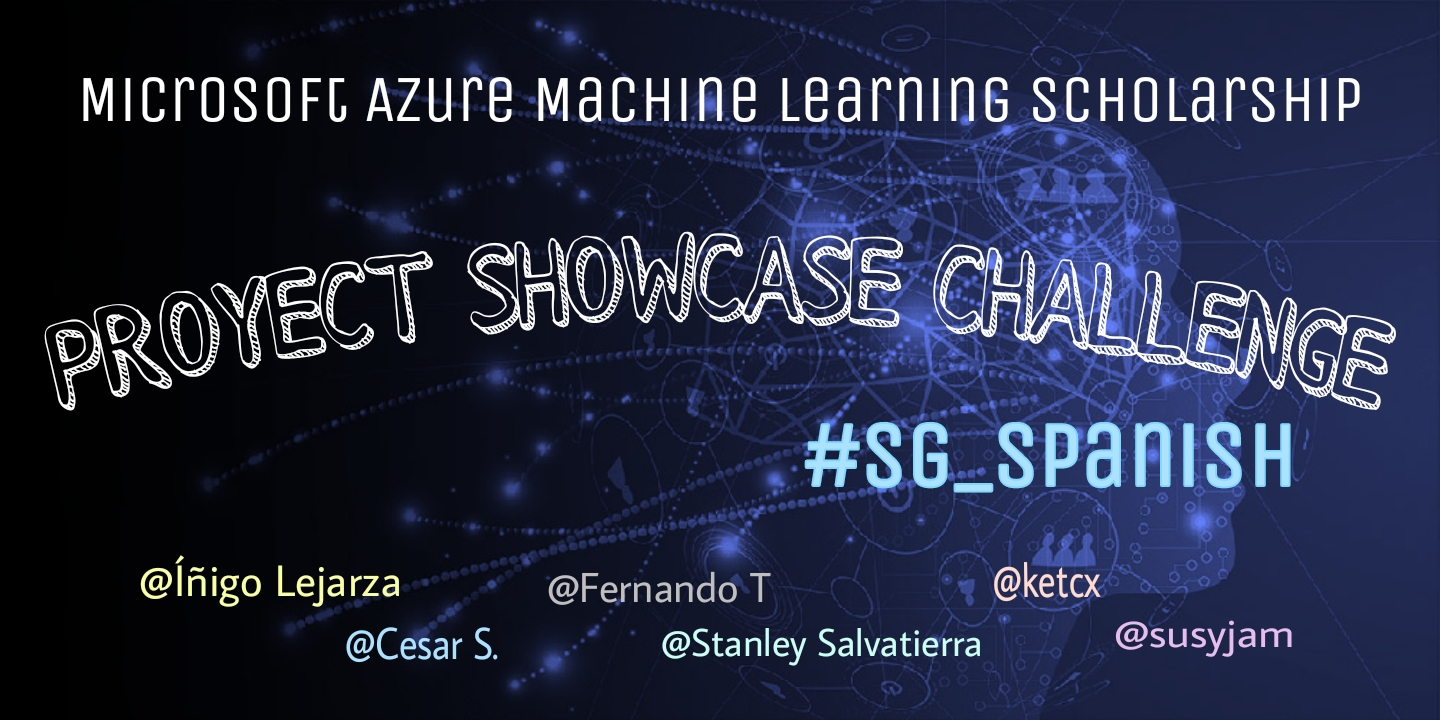 Microsoft Azure Machine Learning Scholarship
PROYECT SHOWCASE CHALLENGE
#SG_Spanish
@Íñigo Lejarza
@Fernando T
@ketcx
@Cesar S.
@Stanley Salvatierra
@susyjam